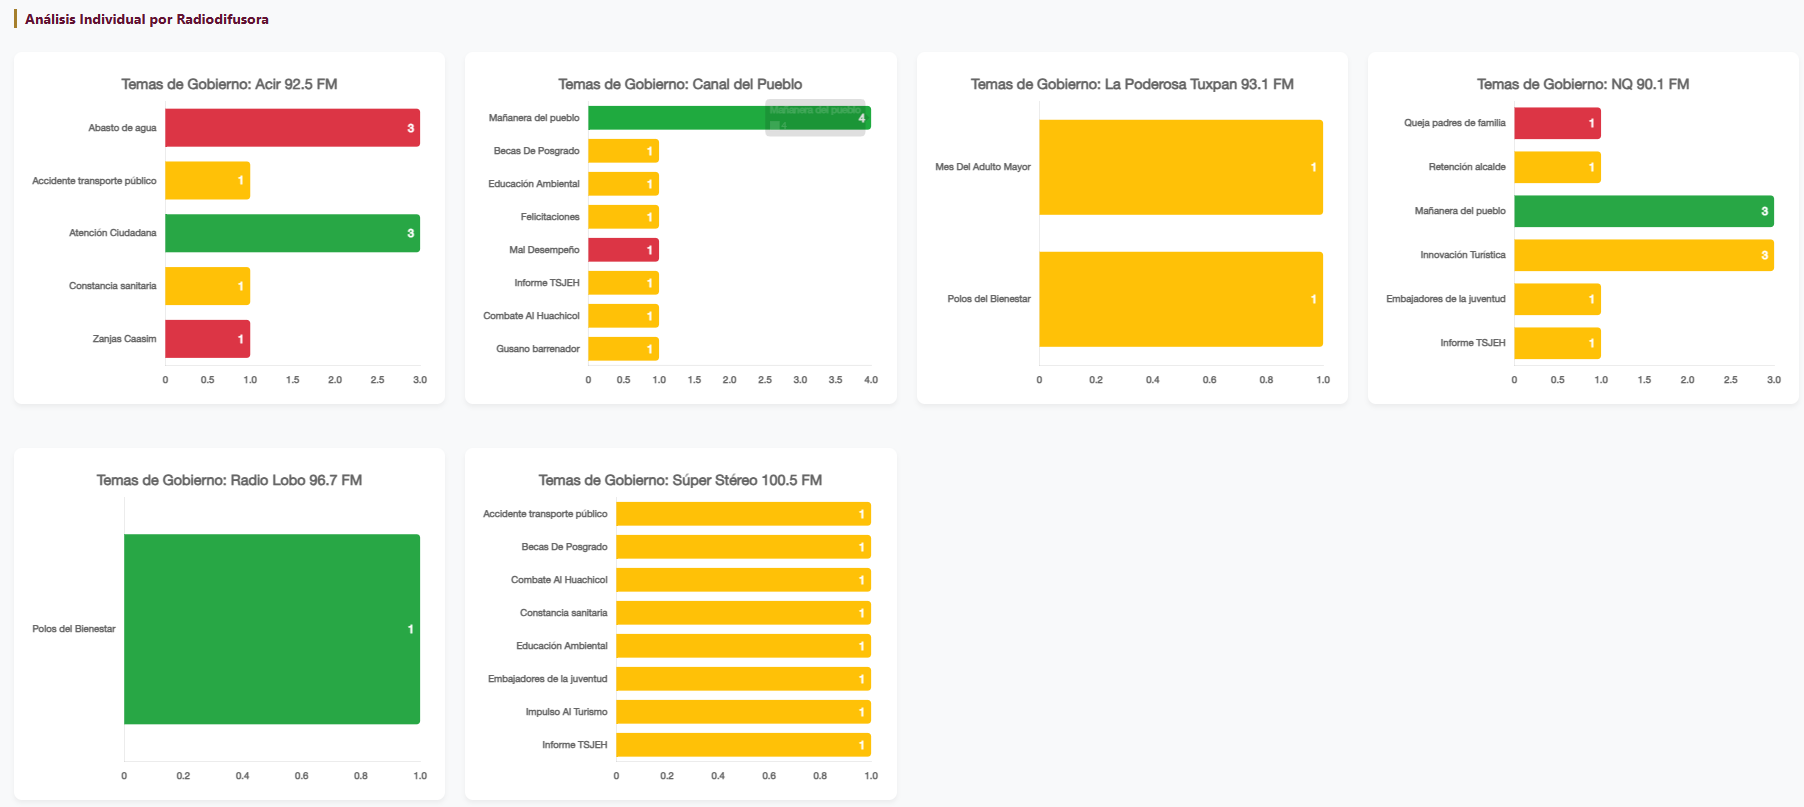 Análisis Individual por Radiodifusora
Temas de Gobierno: Acir 92.5 FM
Abasto de agua
3
Accidente transporte público
1
Atención Ciudadana
3
Constancia sanitaria
1
Zanjas Caasim
1
0 0.5 1.0 1.5 2.0 2.5 3.0
Temas de Gobierno: Canal del Pueblo
Mañanera del pueblo
4
Mañanera del pueblo
4
Becas De Posgrado
1
Educación Ambiental
1
Felicitaciones
1
Mal Desempeño
1
Informe TSJEH
1
Combate Al Huachicol
1
Gusano barrenador
1
0 0.5 1.0 1.5 2.0 2.5 3.0 3.5 4.0
Temas de Gobierno: La Poderosa Tuxpan 93.1 FM
Mes Del Adulto Mayor
1
Polos del Bienestar
1
0 0.2 0.4 0.6 0.8 1.0
Temas de Gobierno: NQ 90.1 FM
Queja padres de familia
1
Retención alcalde
1
Mañanera del pueblo
3
Innovación Turística
3
Embajadores de la juventud
1
Informe TSJEH
1
0 0.5 1.0 1.5 2.0 2.5 3.0
Temas de Gobierno: Radio Lobo 96.7 FM
Polos del Bienestar
1
0 0.2 0.4 0.6 0.8 1.0
Temas de Gobierno: Súper Stéreo 100.5 FM
Accidente transporte público
1
Becas De Posgrado
1
Combate Al Huachicol
1
Constancia sanitaria
1
Educación Ambiental
1
Embajadores de la juventud
1
Impulso Al Turismo
1
Informe TSJEH
1
0 0.2 0.4 0.6 0.8 1.0